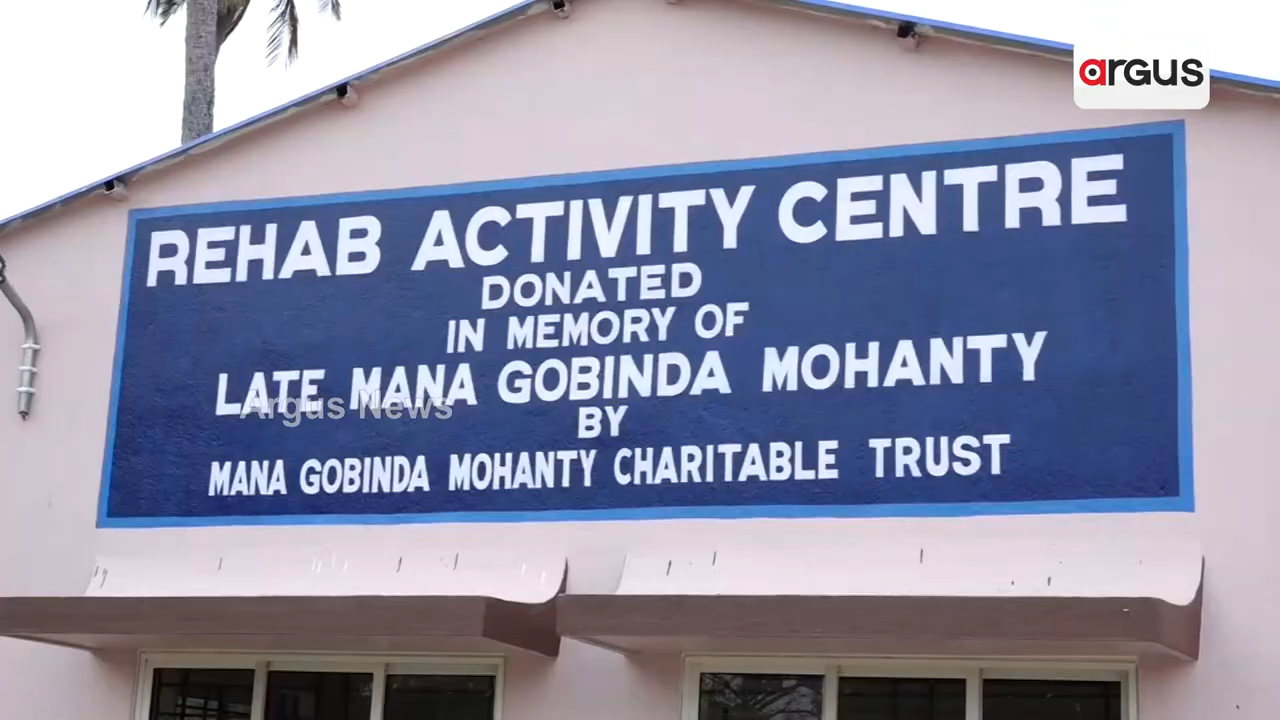 argus
REHAB ACTIVITY CENTRE
DONATED
IN MEMORY OF
LATE MANA GOBINDA MOHANTY
Argus News
BY
MANA GOBINDA MOHANTY CHARITABLE TRUST